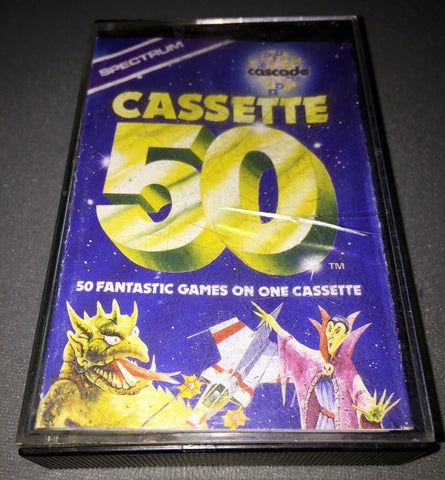 SPECTRUM
cascade
CASSETTE
50
TM
50 FANTASTIC GAMES ON ONE CASSETTE